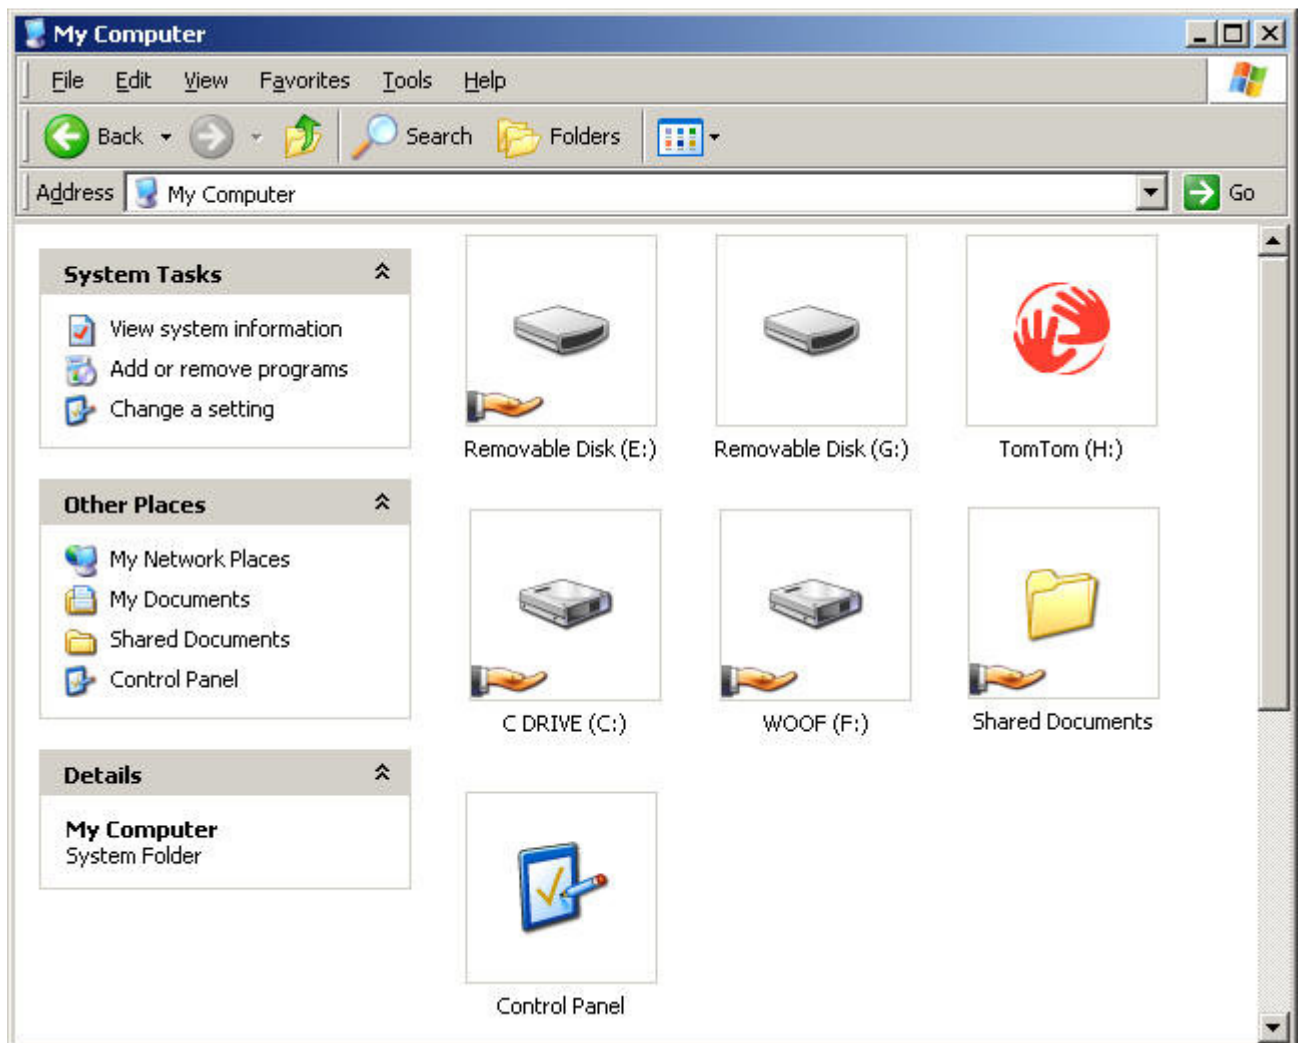 My Computer
File Edit View Favorites Tools Help
Back Search Folders
Address My Computer Go
System Tasks
View system information
Add or remove programs
Change a setting
Other Places
My Network Places
My Documents
Shared Documents
Control Panel
Details
My Computer
System Folder
Removable Disk (E:) Removable Disk (G:) TomTom (H:)
C DRIVE (C:) WOOF (F:) Shared Documents
Control Panel